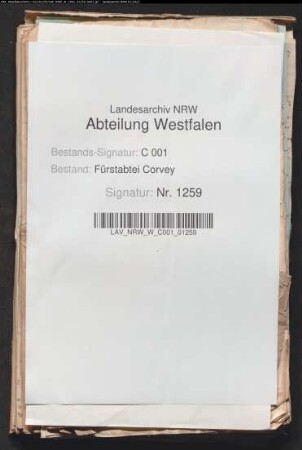 Landesarchiv NRW
Abteilung Westfalen
Bestands-Signatur: C 001
Bestand: Fürstabtei Corvey
Signatur: Nr. 1259
LAV_NRW_W_C001_01259